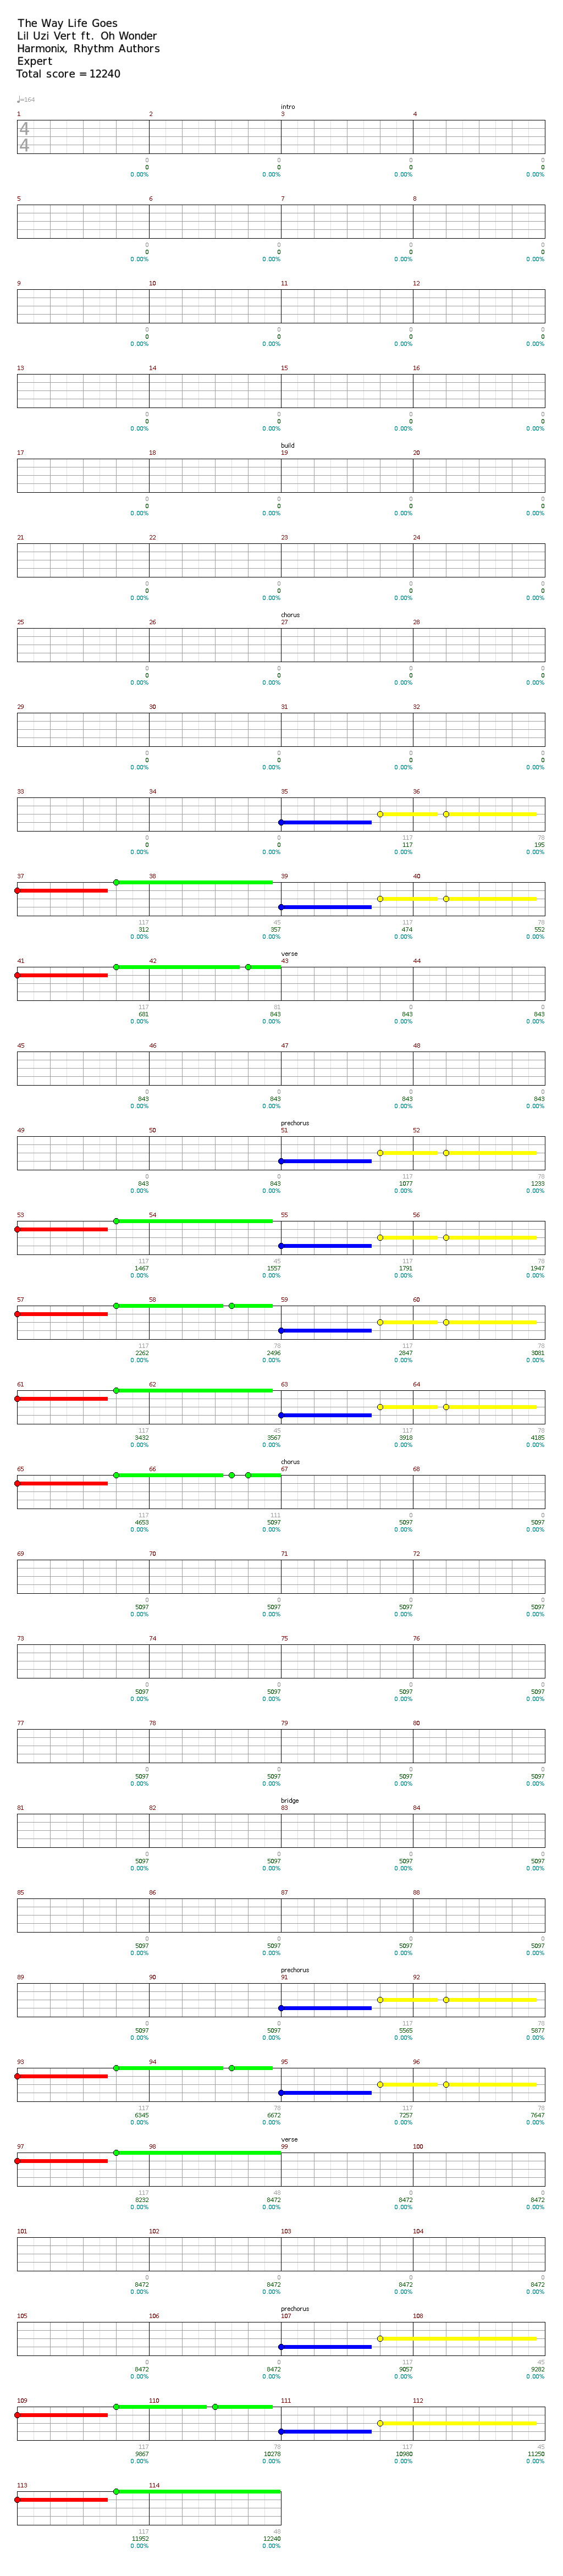 The Way Life Goes
Lil Uzi Vert ft. Oh Wonder
Harmonix, Rhythm Authors
Expert
Total score = 12240
♩=164
intro
1 2 3 4
4
4
0 0 0 0
0 0 0 0
0.00% 0.00% 0.00% 0.00%
5 6 7 8
0 0 0 0
0 0 0 0
0.00% 0.00% 0.00% 0.00%
9 10 11 12
0 0 0 0
0 0 0 0
0.00% 0.00% 0.00% 0.00%
13 14 15 16
0 0 0 0
0 0 0 0
0.00% 0.00% 0.00% 0.00%
build
17 18 19 20
0 0 0 0
0 0 0 0
0.00% 0.00% 0.00% 0.00%
21 22 23 24
0 0 0 0
0 0 0 0
0.00% 0.00% 0.00% 0.00%
chorus
25 26 27 28
0 0 0 0
0 0 0 0
0.00% 0.00% 0.00% 0.00%
29 30 31 32
0 0 0 0
0 0 0 0
0.00% 0.00% 0.00% 0.00%
33 34 35 36
0 0 117 78
0 0 117 195
0.00% 0.00% 0.00% 0.00%
37 38 39 40
117 45 117 78
312 357 474 552
0.00% 0.00% 0.00% 0.00%
verse
41 42 43 44
117 81 0 0
681 843 843 843
0.00% 0.00% 0.00% 0.00%
45 46 47 48
0 0 0 0
843 843 843 843
0.00% 0.00% 0.00% 0.00%
prechorus
49 50 51 52
0 0 117 78
843 843 1077 1233
0.00% 0.00% 0.00% 0.00%
53 54 55 56
117 45 117 78
1467 1557 1791 1947
0.00% 0.00% 0.00% 0.00%
57 58 59 60
117 78 117 78
2262 2496 2847 3081
0.00% 0.00% 0.00% 0.00%
61 62 63 64
117 45 117 78
3432 3567 3918 4185
0.00% 0.00% 0.00% 0.00%
chorus
65 66 67 68
117 111 0 0
4653 5097 5097 5097
0.00% 0.00% 0.00% 0.00%
69 70 71 72
0 0 0 0
5097 5097 5097 5097
0.00% 0.00% 0.00% 0.00%
73 74 75 76
0 0 0 0
5097 5097 5097 5097
0.00% 0.00% 0.00% 0.00%
77 78 79 80
0 0 0 0
5097 5097 5097 5097
0.00% 0.00% 0.00% 0.00%
bridge
81 82 83 84
0 0 0 0
5097 5097 5097 5097
0.00% 0.00% 0.00% 0.00%
85 86 87 88
0 0 0 0
5097 5097 5097 5097
0.00% 0.00% 0.00% 0.00%
prechorus
89 90 91 92
0 0 117 78
5097 5097 5565 5877
0.00% 0.00% 0.00% 0.00%
93 94 95 96
117 78 117 78
6345 6672 7257 7647
0.00% 0.00% 0.00% 0.00%
verse
97 98 99 100
117 48 0 0
8232 8472 8472 8472
0.00% 0.00% 0.00% 0.00%
101 102 103 104
0 0 0 0
8472 8472 8472 8472
0.00% 0.00% 0.00% 0.00%
prechorus
105 106 107 108
0 0 117 45
8472 8472 9057 9282
0.00% 0.00% 0.00% 0.00%
109 110 111 112
117 78 117 45
9867 10278 10980 11250
0.00% 0.00% 0.00% 0.00%
113 114
117 48
11952 12240
0.00% 0.00%